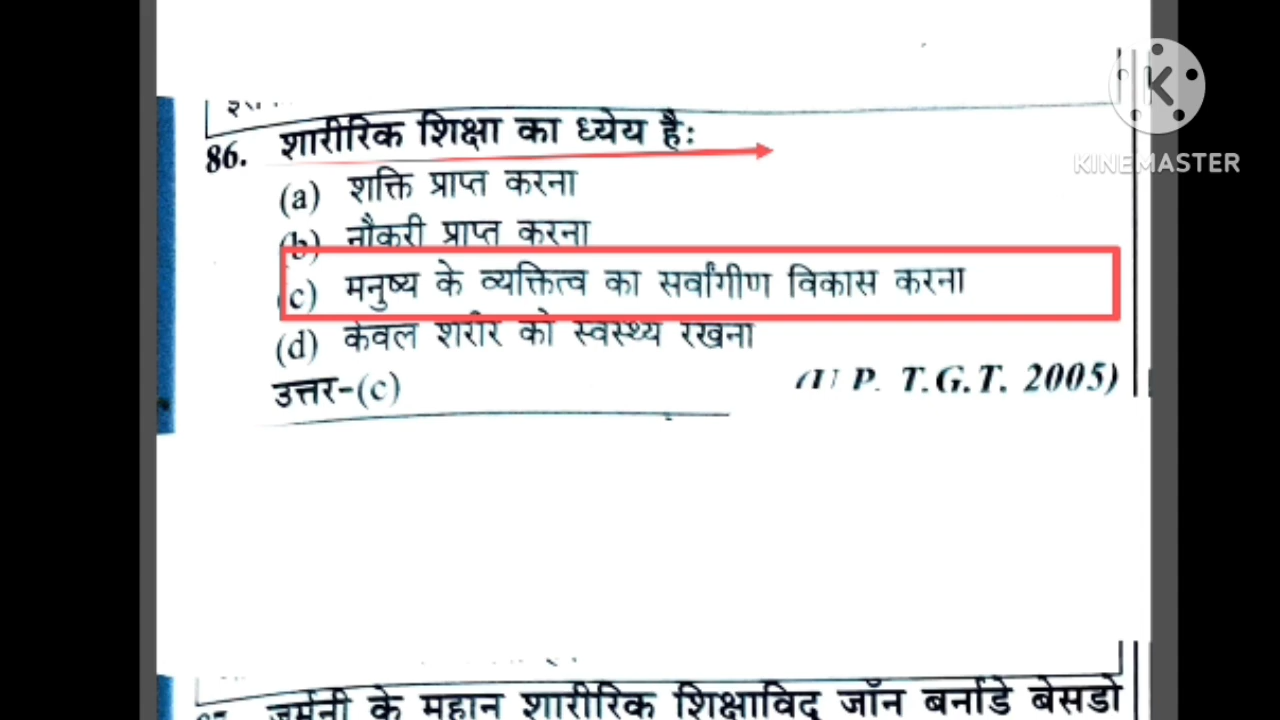 KINEMASTER
86. शारीरिक शिक्षा का ध्येय है:
(a) शक्ति प्राप्त करना
(b) नौकरी प्राप्त करना
(c) मनुष्य के व्यक्तित्व का सर्वांगीण विकास करना
(d) केवल शरीर को स्वस्थ्य रखना
उत्तर-(c) (U.P. T.G.T. 2005)
जर्मनी के महान शारीरिक शिक्षाविद् जॉन बर्नाडे बेसडो